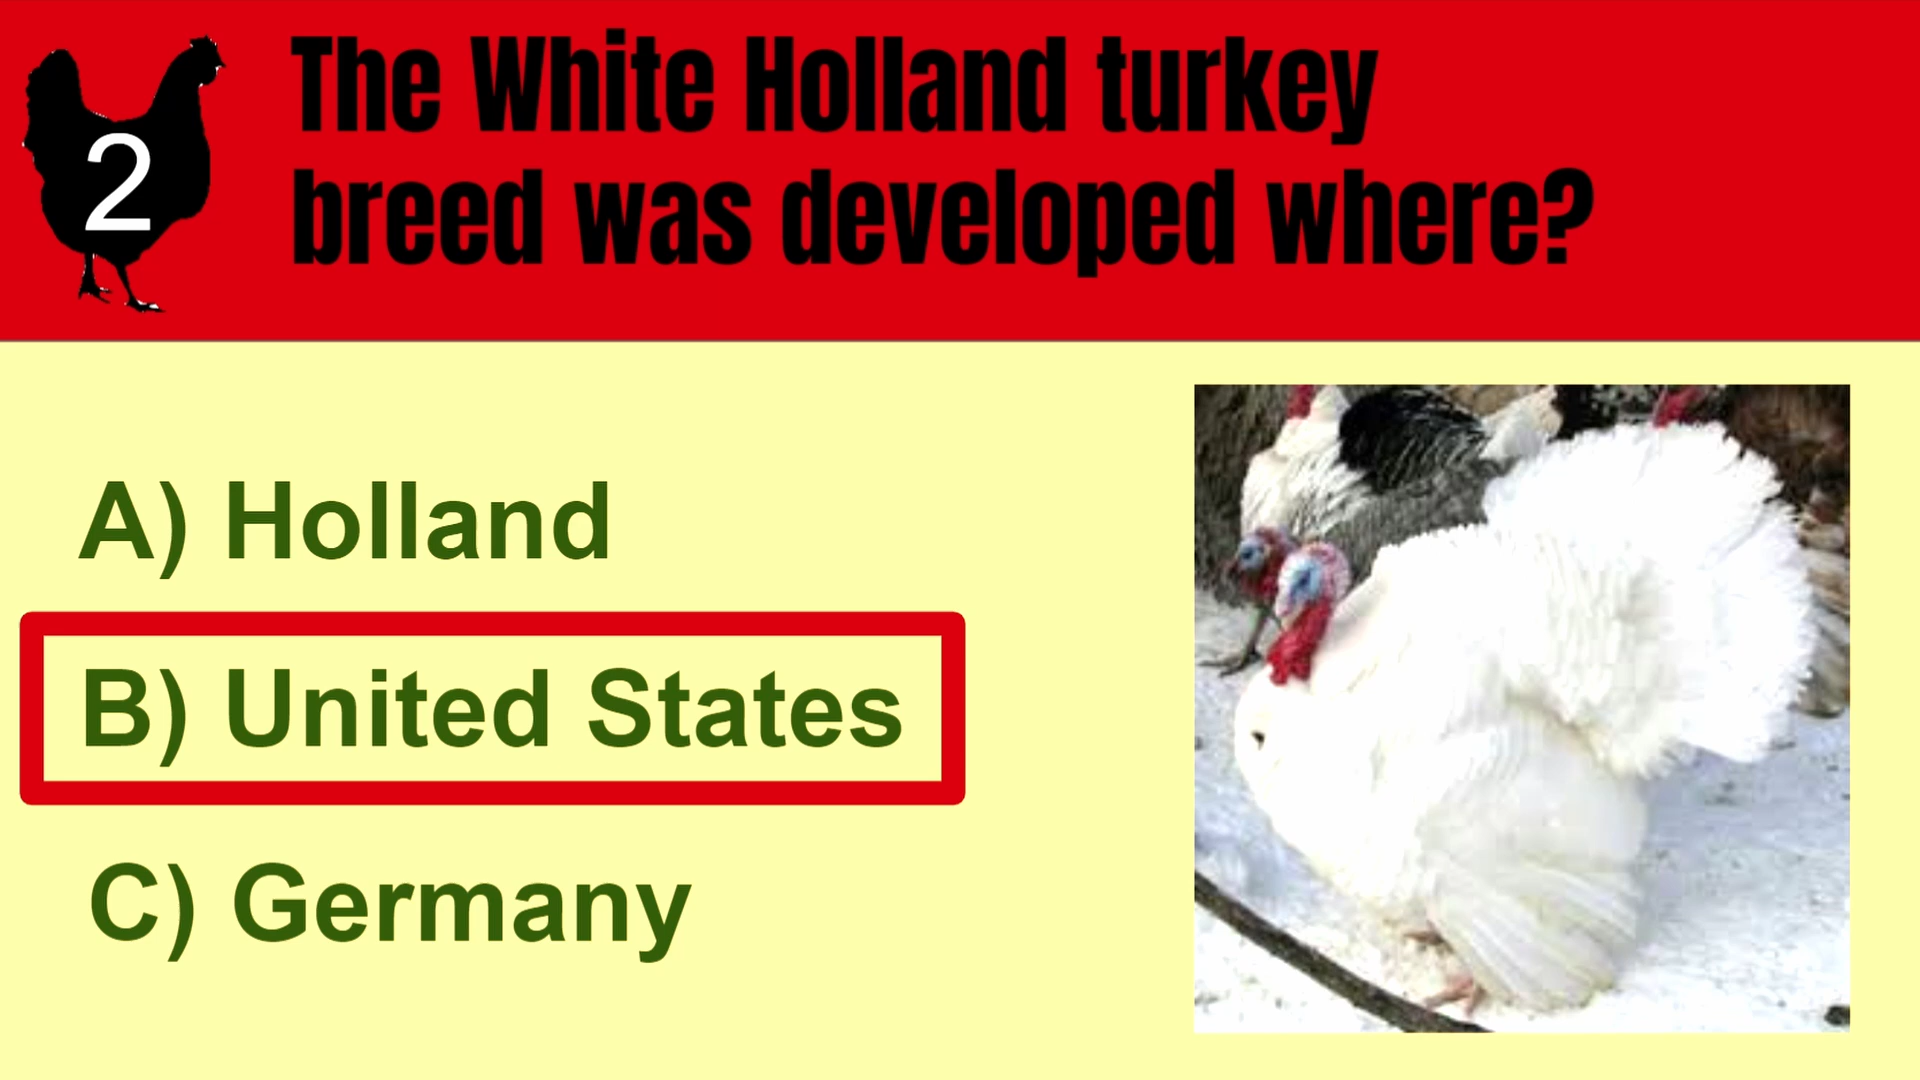 2
The White Holland turkey
breed was developed where?
A) Holland
B) United States
C) Germany